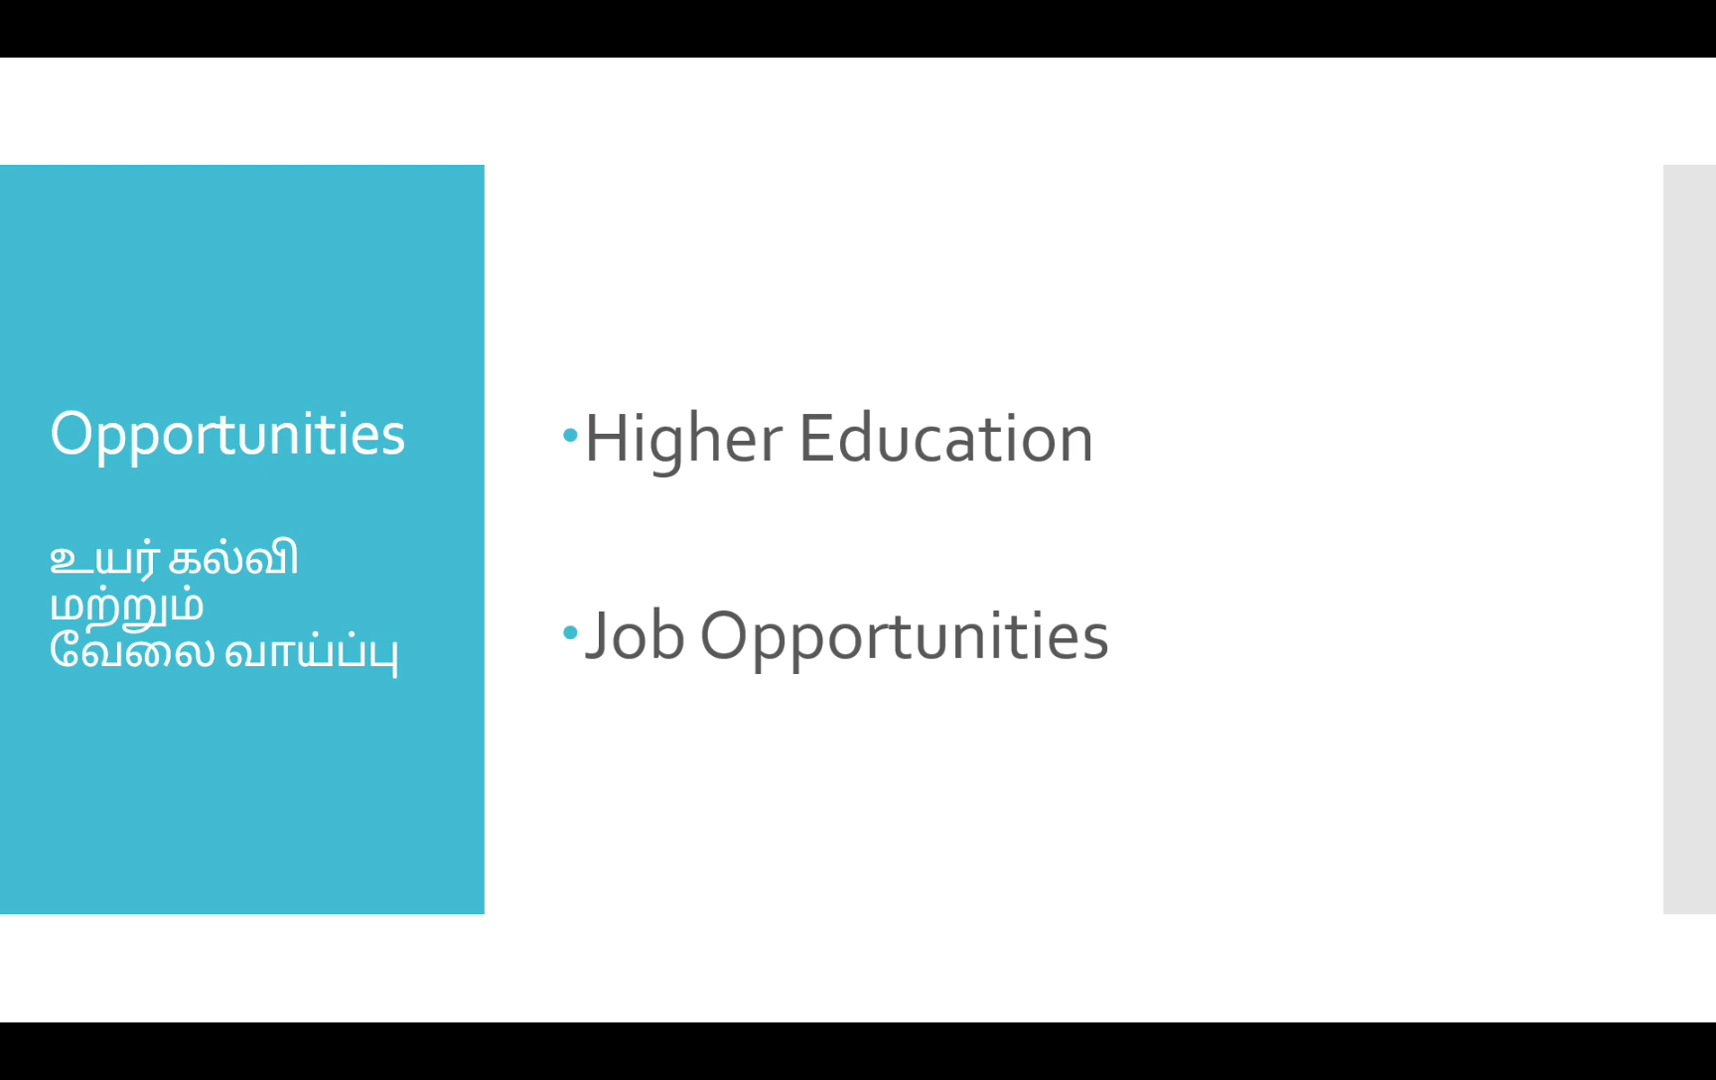 Opportunities
உயர் கல்வி
மற்றும்
வேலை வாய்ப்பு
•Higher Education
•Job Opportunities